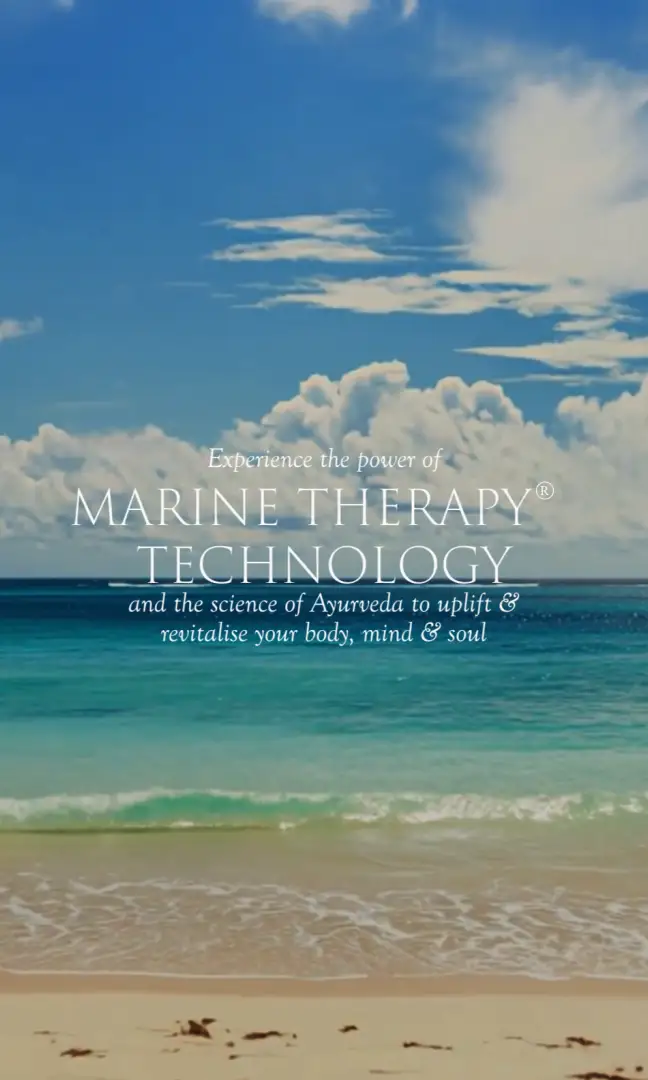 Experience the power of
MARINE THERAPY®
TECHNOLOGY
and the science of Ayurveda to uplift &
revitalise your body, mind & soul